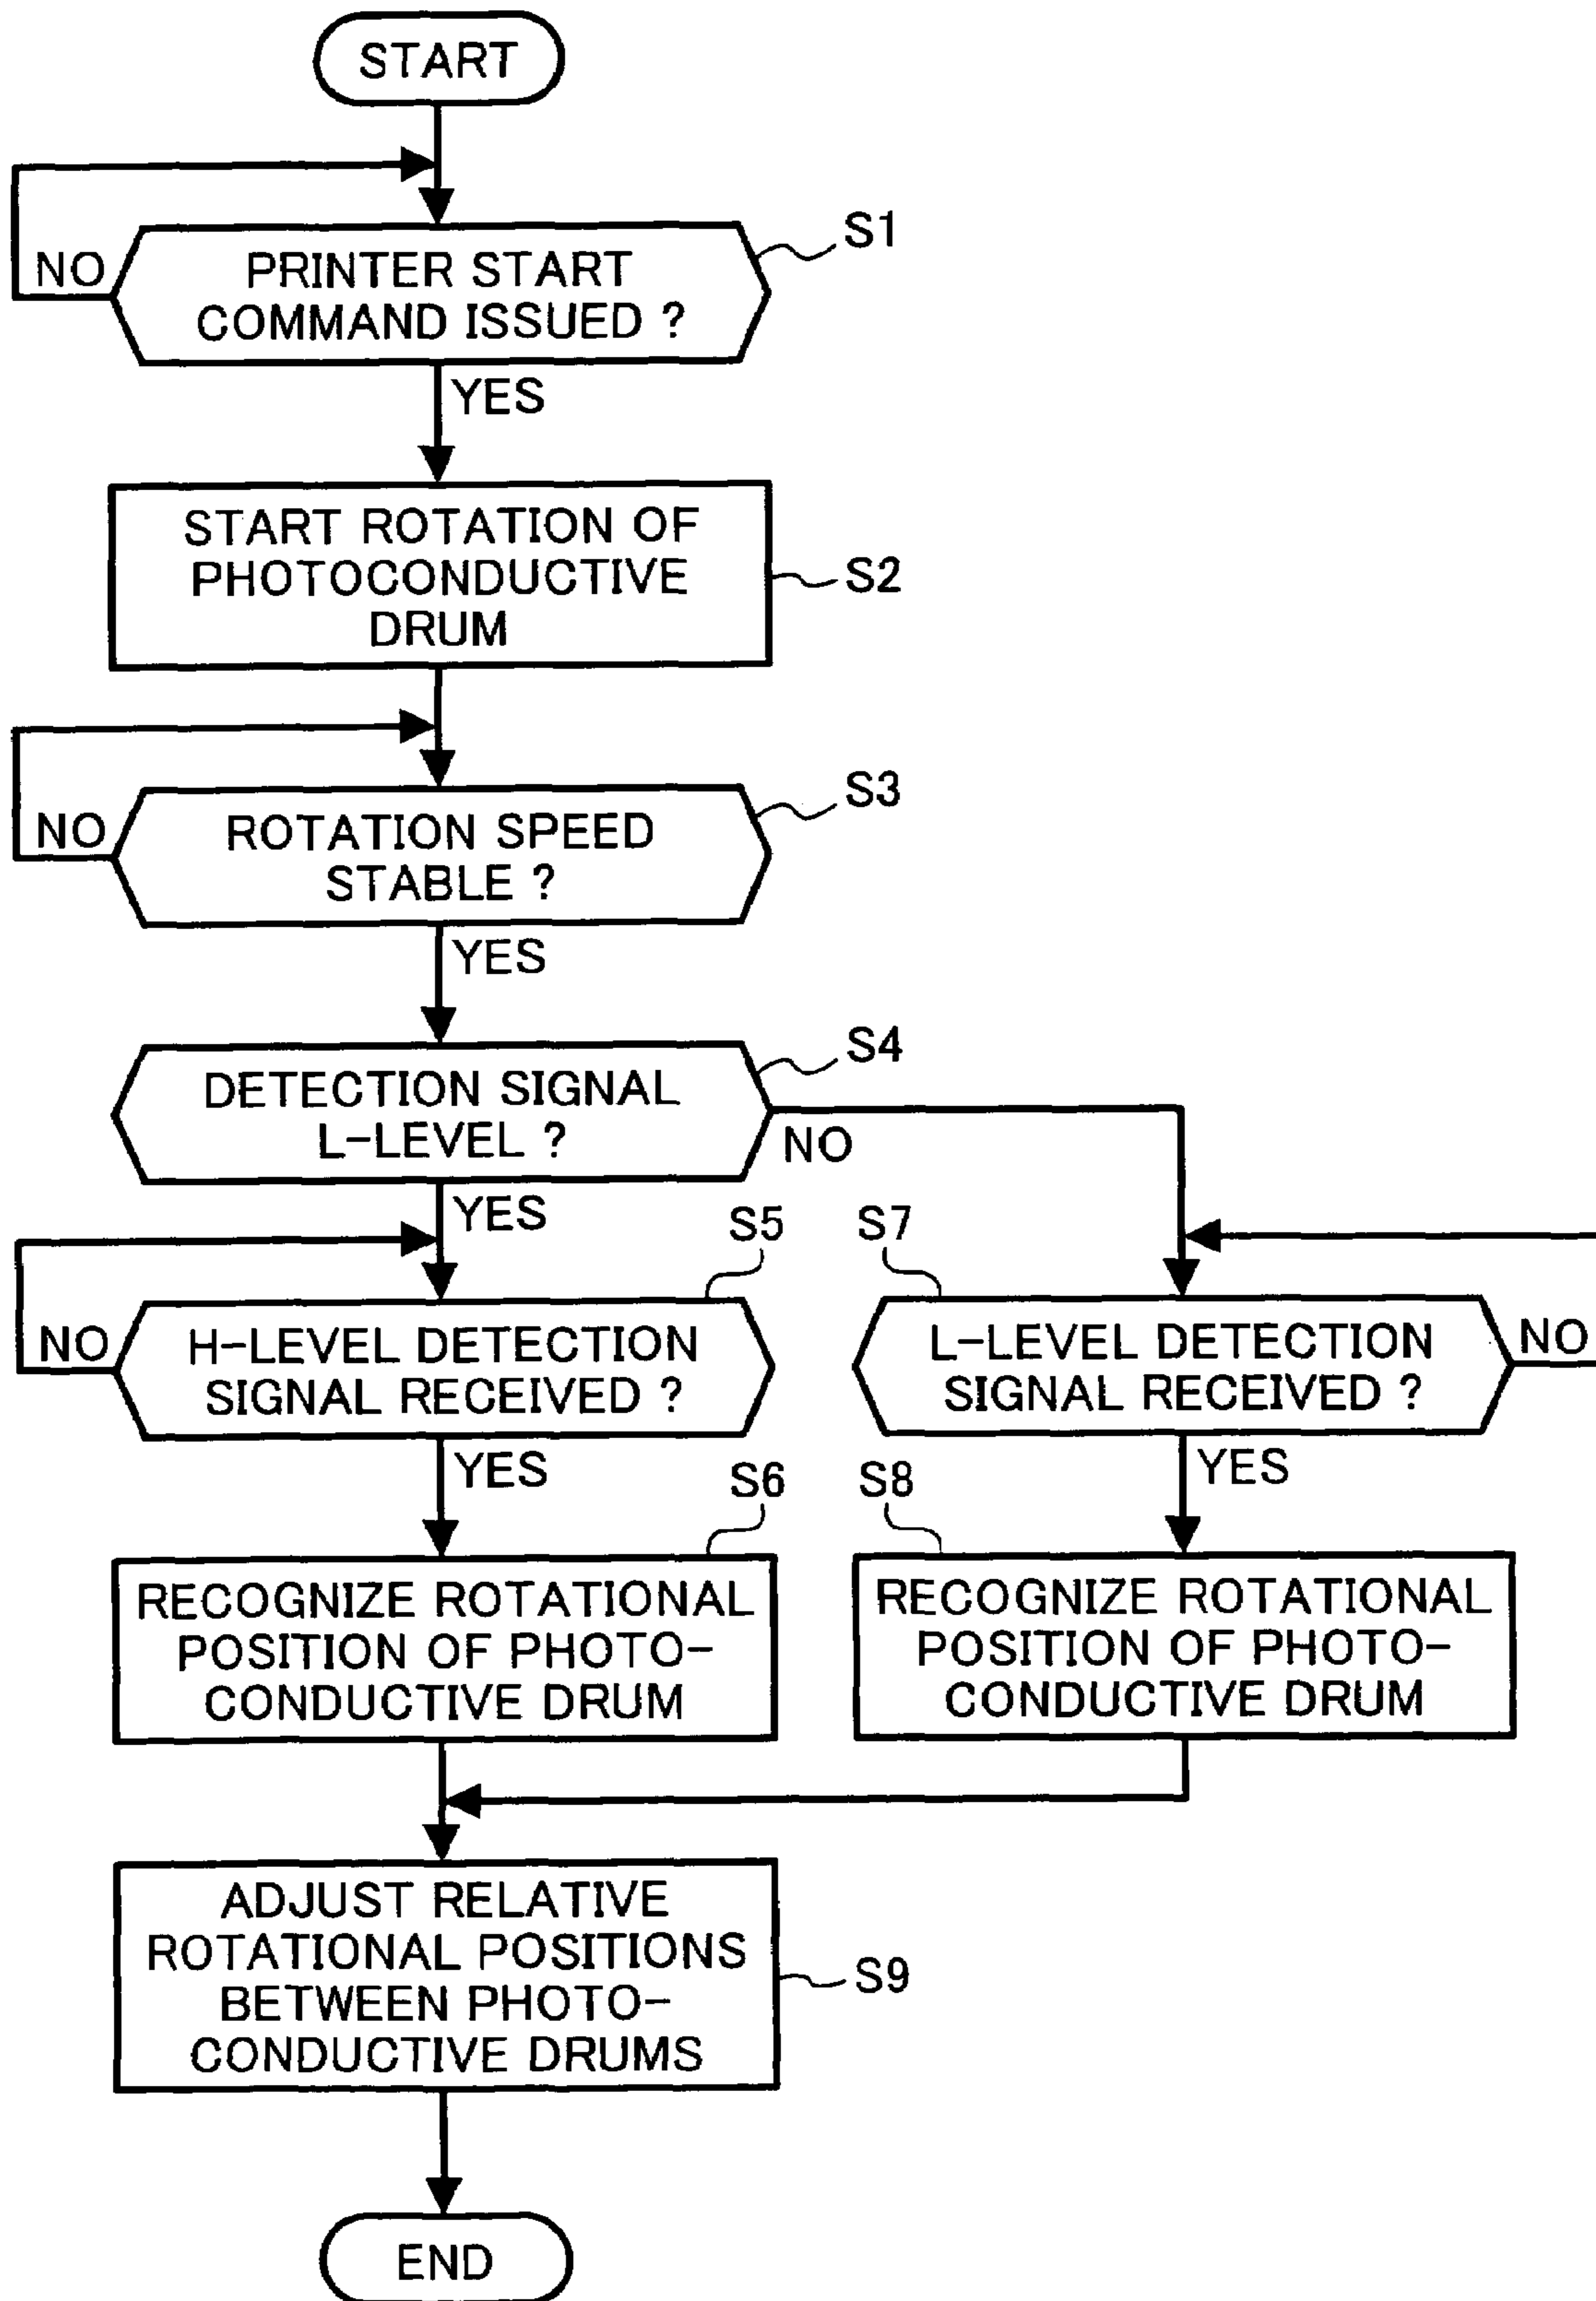 START
NO
PRINTER START
COMMAND ISSUED ?
S1
YES
START ROTATION OF
PHOTOCONDUCTIVE
DRUM
S2
NO
ROTATION SPEED
STABLE ?
S3
YES
DETECTION SIGNAL
L-LEVEL ?
S4
NO
YES
S5
NO
H-LEVEL DETECTION
SIGNAL RECEIVED ?
YES
S7
L-LEVEL DETECTION
SIGNAL RECEIVED ?
NO
YES
S6
RECOGNIZE ROTATIONAL
POSITION OF PHOTO-
CONDUCTIVE DRUM
S8
RECOGNIZE ROTATIONAL
POSITION OF PHOTO-
CONDUCTIVE DRUM
ADJUST RELATIVE
ROTATIONAL POSITIONS
BETWEEN PHOTO-
CONDUCTIVE DRUMS
S9
END